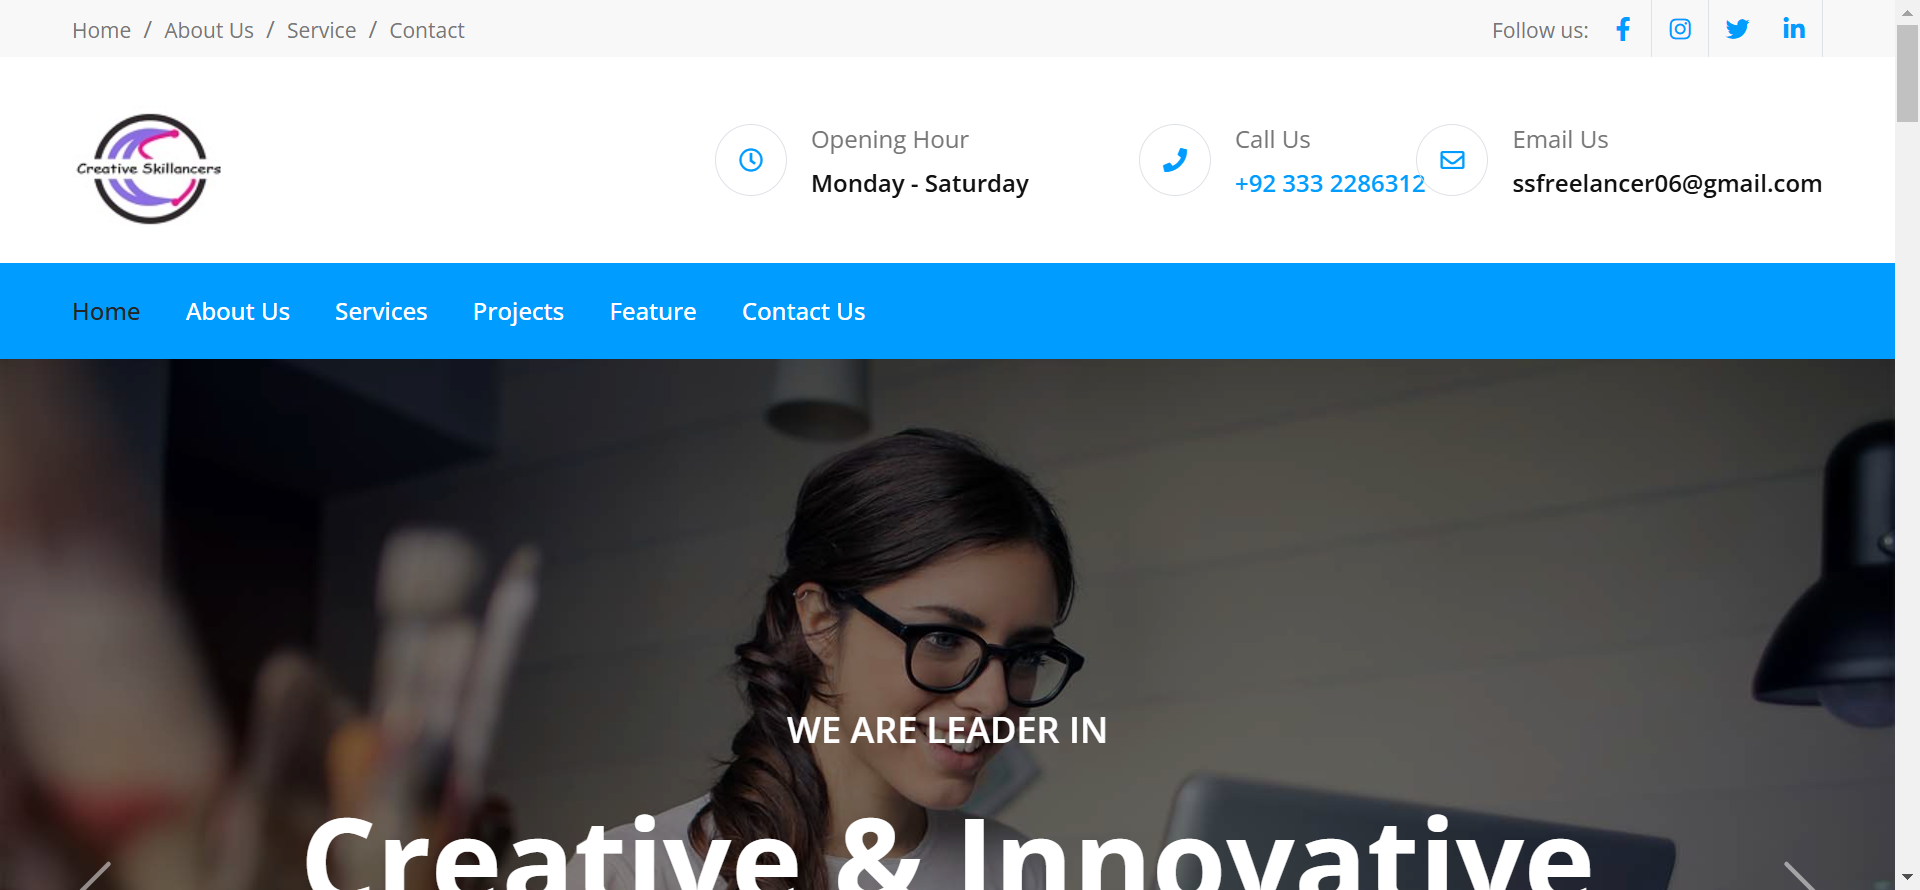 Home / About Us / Service / Contact
Follow us:
Creative Skillancers
Opening Hour
Monday - Saturday
Call Us
+92 333 2286312
Email Us
ssfreelancer06@gmail.com
Home About Us Services Projects Feature Contact Us
WE ARE LEADER IN
Creative & Innovative